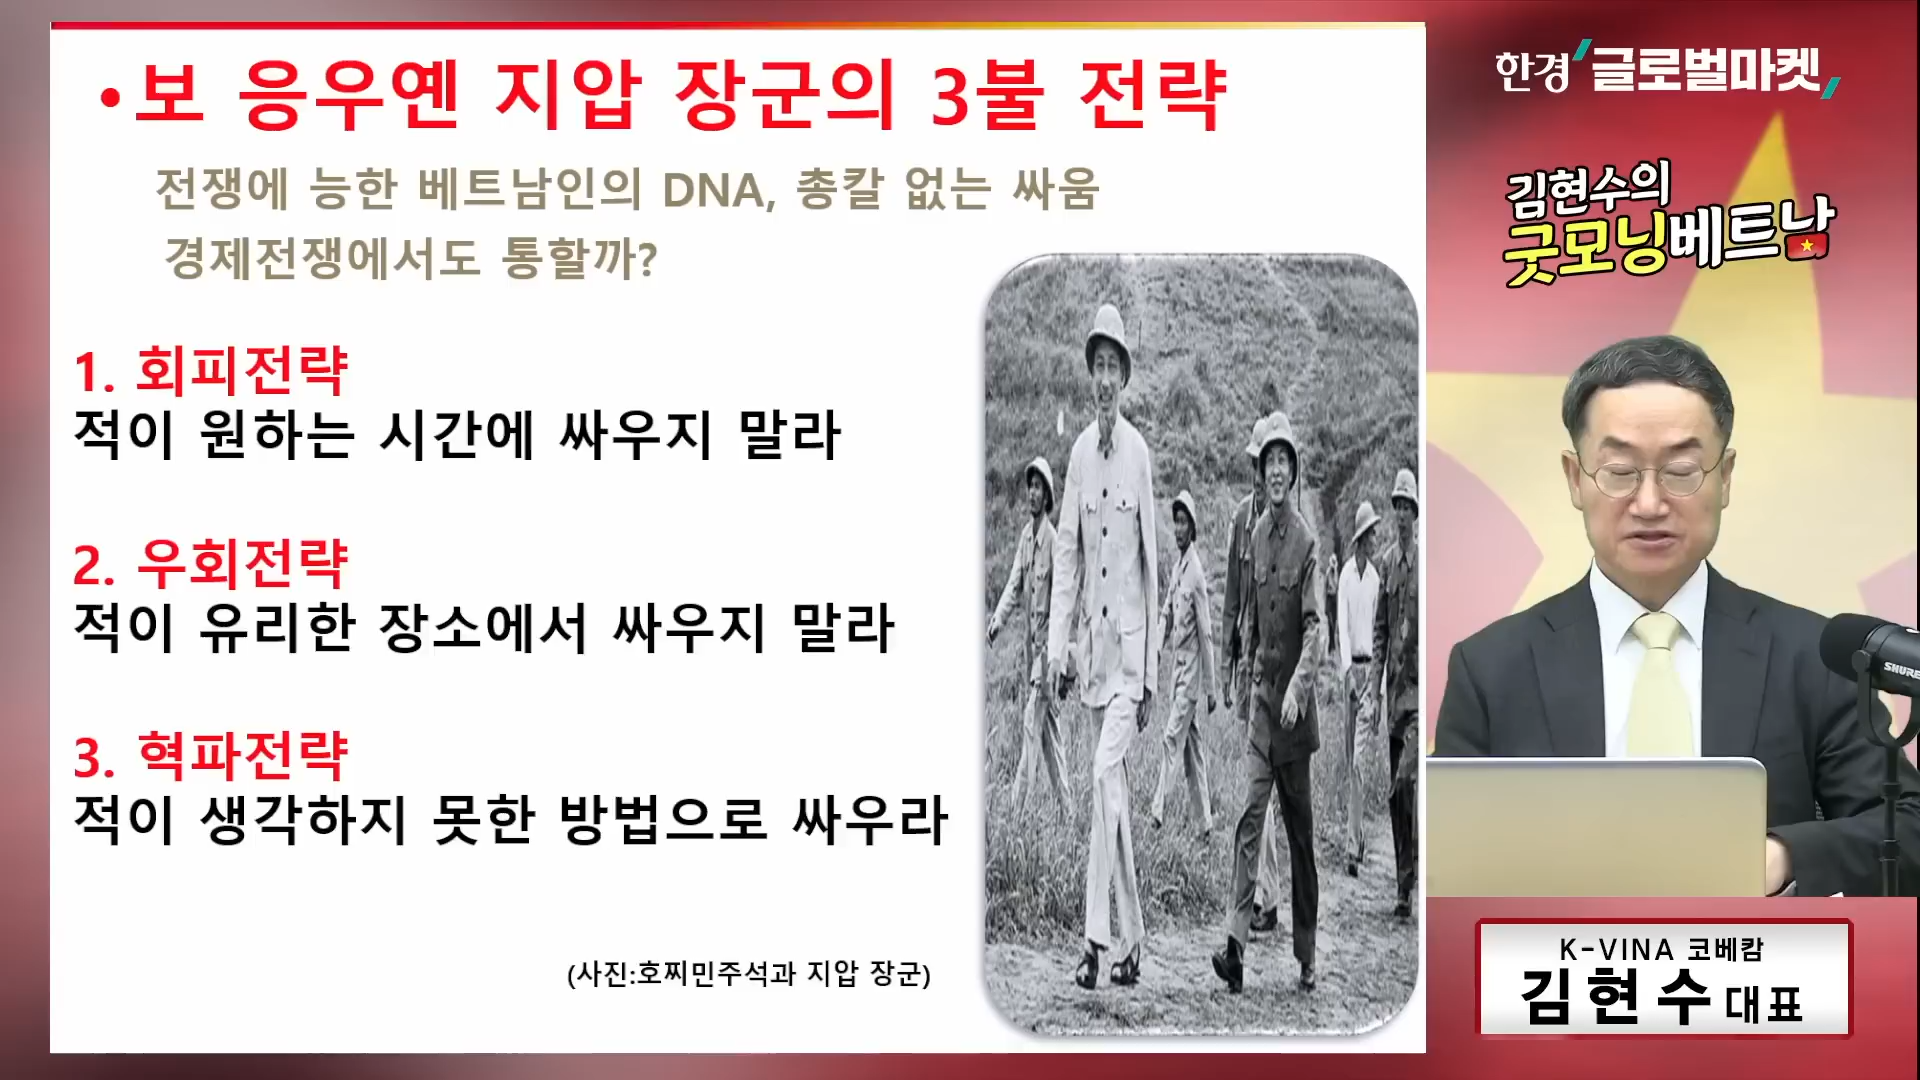 •보 응우옌 지압 장군의 3불 전략
전쟁에 능한 베트남인의 DNA, 총칼 없는 싸움
경제전쟁에서도 통할까?
1. 회피전략
적이 원하는 시간에 싸우지 말라
2. 우회전략
적이 유리한 장소에서 싸우지 말라
3. 혁파전략
적이 생각하지 못한 방법으로 싸우라
(사진:호찌민주석과 지압 장군)
한경 글로벌마켓
김현수의
굿모닝베트남
SHURE
K-VINA 코베캄
김현수 대표